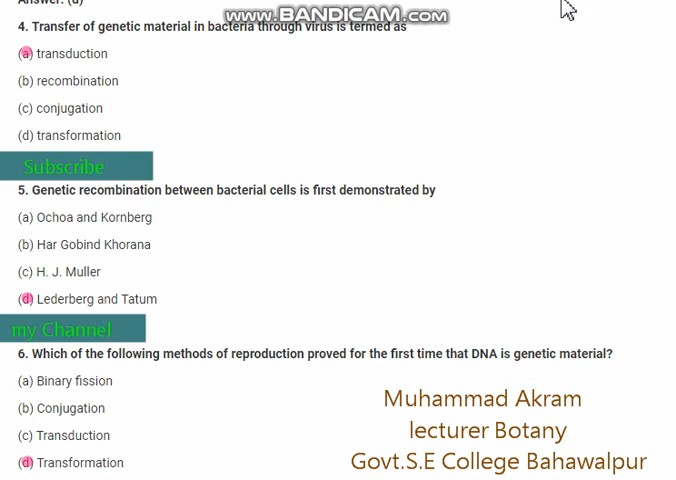 Answer: (d)
www.BANDICAM.com
4. Transfer of genetic material in bacteria through virus is termed as
(a) transduction
(b) recombination
(c) conjugation
(d) transformation
Subscribe
5. Genetic recombination between bacterial cells is first demonstrated by
(a) Ochoa and Kornberg
(b) Har Gobind Khorana
(c) H. J. Muller
(d) Lederberg and Tatum
my Channel
6. Which of the following methods of reproduction proved for the first time that DNA is genetic material?
(a) Binary fission
(b) Conjugation
(c) Transduction
(d) Transformation
Muhammad Akram
lecturer Botany
Govt.S.E College Bahawalpur